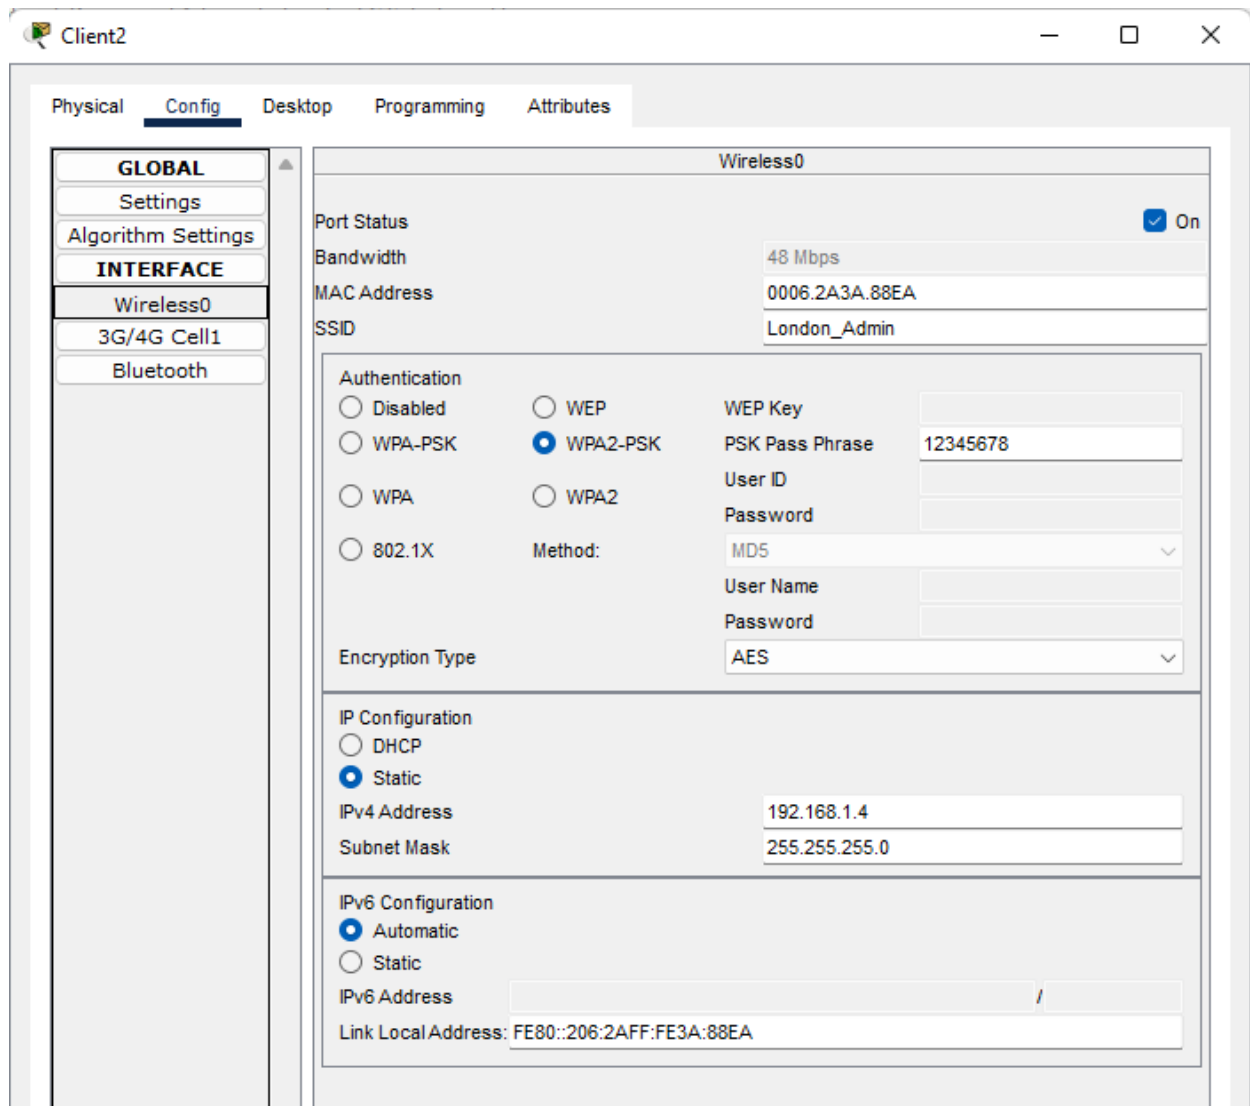 Client2
Physical Config Desktop Programming Attributes
GLOBAL
Settings
Algorithm Settings
INTERFACE
Wireless0
3G/4G Cell1
Bluetooth
Wireless0
Port Status On
Bandwidth 48 Mbps
MAC Address 0006.2A3A.88EA
SSID London_Admin
Authentication
Disabled WEP WEP Key
WPA-PSK WPA2-PSK PSK Pass Phrase 12345678
User ID
WPA WPA2
Password
802.1X Method: MD5
User Name
Password
Encryption Type AES
IP Configuration
DHCP
Static
IPv4 Address 192.168.1.4
Subnet Mask 255.255.255.0
IPv6 Configuration
Automatic
Static
IPv6 Address /
Link Local Address: FE80::206:2AFF:FE3A:88EA